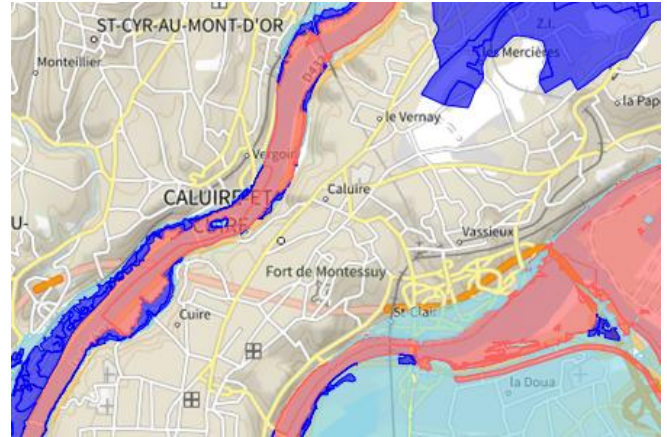 ST-CYR-AU-MONT-D'OR
Z.I.
Monteillier
les Mercières
D433
la Pap
le Vernay
Vergoin
CALUIRE-ET-
CUIRE
Caluire
U-
Vassieux
Fort de Montessuy
St-Clair
Cuire
la Doua